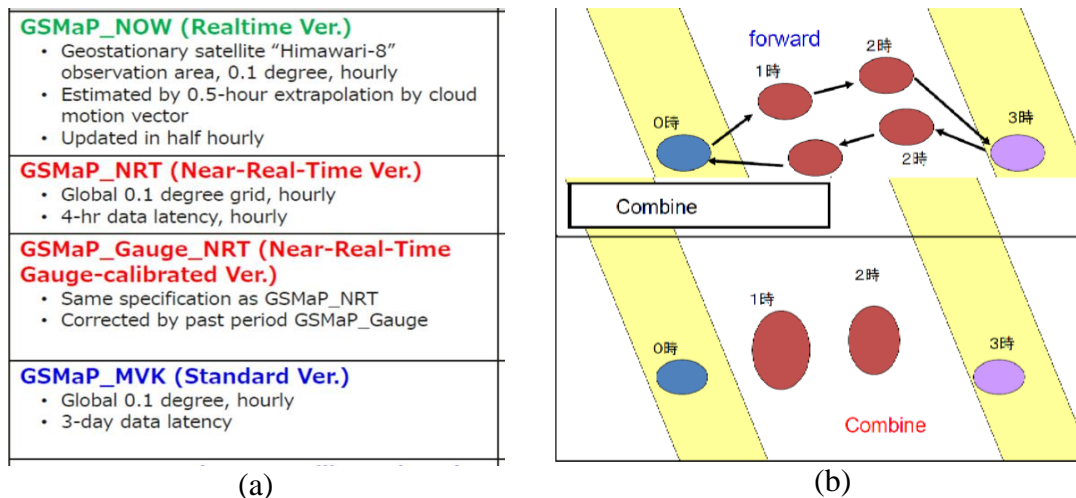 GSMaP_NOW (Realtime Ver.)
• Geostationary satellite “Himawari-8”
observation area, 0.1 degree, hourly
• Estimated by 0.5-hour extrapolation by cloud
motion vector
• Updated in half hourly
GSMaP_NRT (Near-Real-Time Ver.)
• Global 0.1 degree grid, hourly
• 4-hr data latency, hourly
GSMaP_Gauge_NRT (Near-Real-Time
Gauge-calibrated Ver.)
• Same specification as GSMaP_NRT
• Corrected by past period GSMaP_Gauge
GSMaP_MVK (Standard Ver.)
• Global 0.1 degree, hourly
• 3-day data latency
(a)
forward
2時
1時
0時
3時
2時
Combine
2時
1時
0時
3時
Combine
(b)